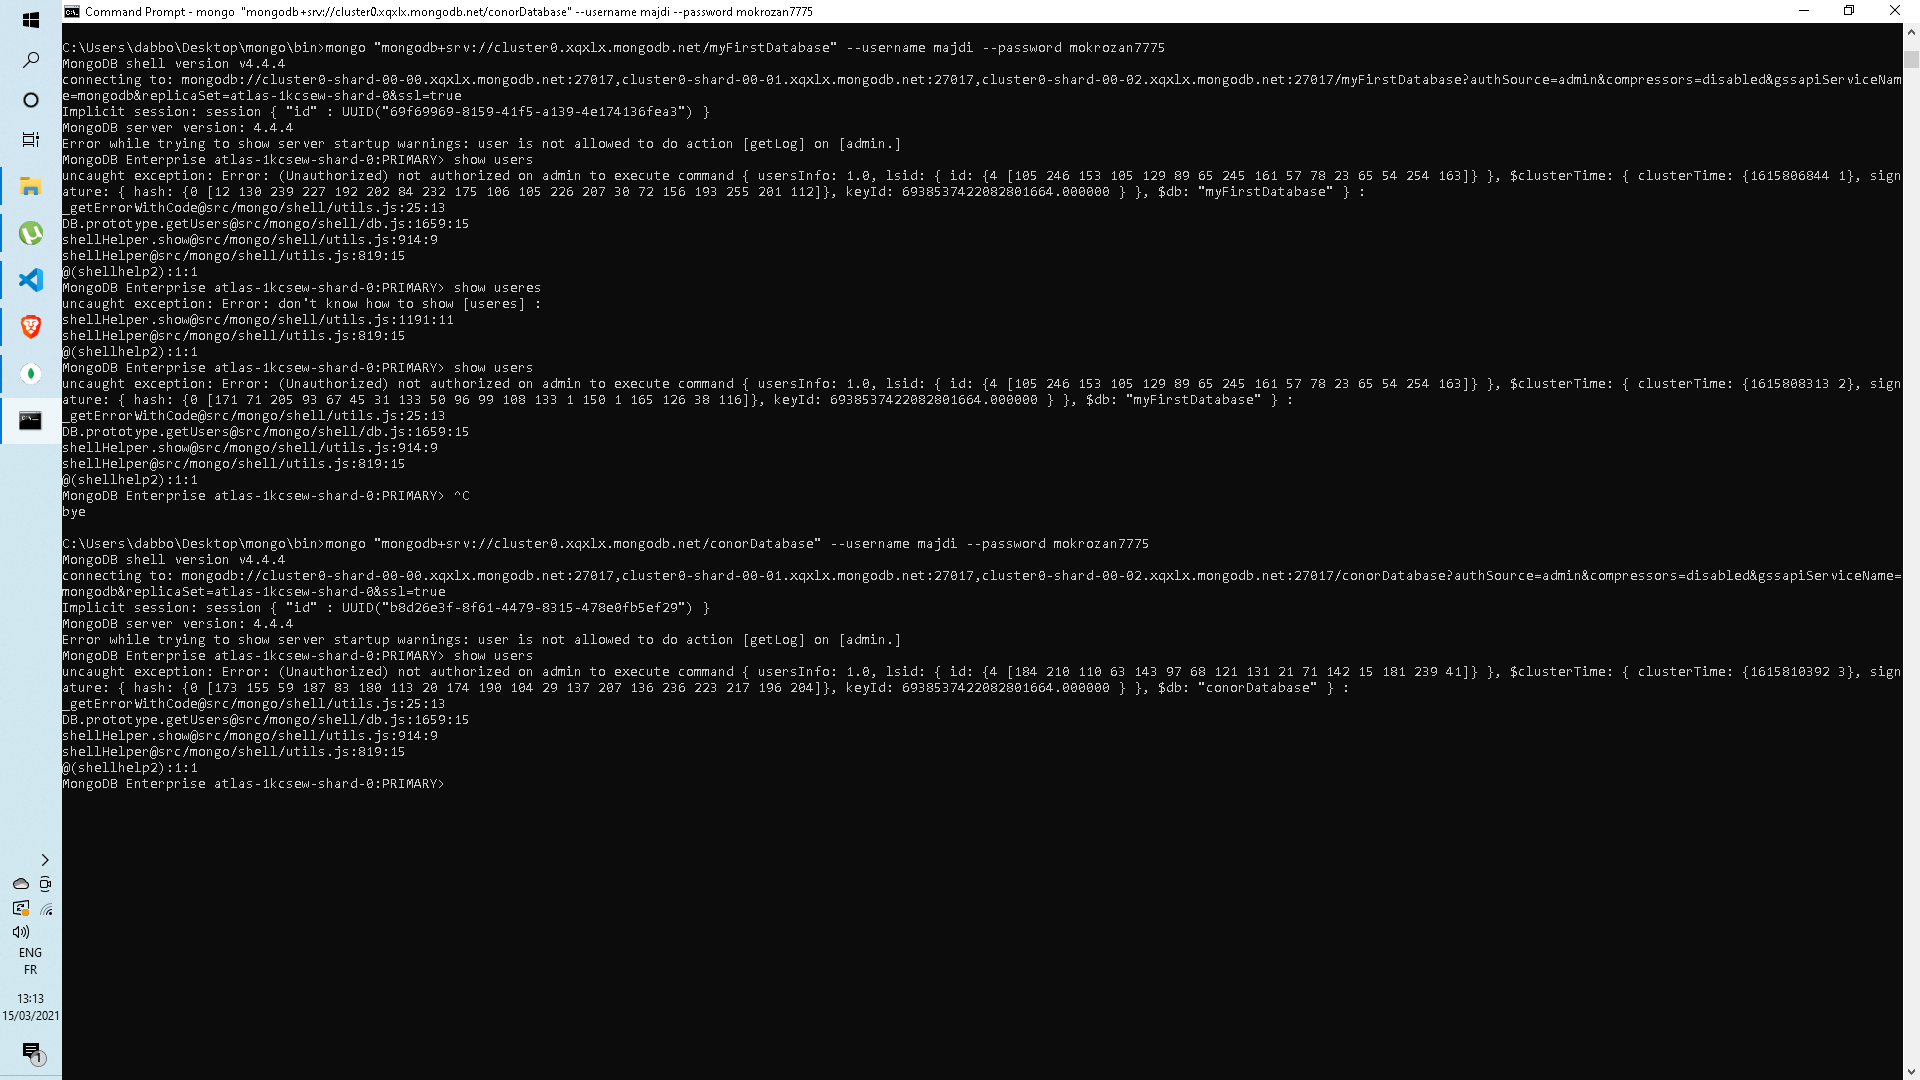 Command Prompt - mongo  "mongodb+srv://cluster0.xqxlx.mongodb.net/conorDatabase" --username majdi --password mokrozan7775
C:\Users\dabbo\Desktop\mongo\bin>mongo "mongodb+srv://cluster0.xqxlx.mongodb.net/myFirstDatabase" --username majdi --password mokrozan7775
MongoDB shell version v4.4.4
connecting to: mongodb://cluster0-shard-00-00.xqxlx.mongodb.net:27017,cluster0-shard-00-01.xqxlx.mongodb.net:27017,cluster0-shard-00-02.xqxlx.mongodb.net:27017/myFirstDatabase?authSource=admin&compressors=disabled&gssapiServiceNam
e=mongodb&replicaSet=atlas-1kcsew-shard-0&ssl=true
Implicit session: session { "id" : UUID("69f69969-8159-41f5-a139-4e174136fea3") }
MongoDB server version: 4.4.4
Error while trying to show server startup warnings: user is not allowed to do action [getLog] on [admin.]
MongoDB Enterprise atlas-1kcsew-shard-0:PRIMARY> show users
uncaught exception: Error: (Unauthorized) not authorized on admin to execute command { usersInfo: 1.0, lsid: { id: {4 [105 246 153 105 129 89 65 245 161 57 78 23 65 54 254 163]} }, $clusterTime: { clusterTime: {1615806844 1}, sign
ature: { hash: {0 [12 130 239 227 192 202 84 232 175 106 105 226 207 30 72 156 193 255 201 112]}, keyId: 6938537422082801664.000000 } }, $db: "myFirstDatabase" } :
_getErrorWithCode@src/mongo/shell/utils.js:25:13
DB.prototype.getUsers@src/mongo/shell/db.js:1659:15
shellHelper.show@src/mongo/shell/utils.js:914:9
shellHelper@src/mongo/shell/utils.js:819:15
@(shellhelp2):1:1
MongoDB Enterprise atlas-1kcsew-shard-0:PRIMARY> show useres
uncaught exception: Error: don't know how to show [useres] :
shellHelper.show@src/mongo/shell/utils.js:1191:11
shellHelper@src/mongo/shell/utils.js:819:15
@(shellhelp2):1:1
MongoDB Enterprise atlas-1kcsew-shard-0:PRIMARY> show users
uncaught exception: Error: (Unauthorized) not authorized on admin to execute command { usersInfo: 1.0, lsid: { id: {4 [105 246 153 105 129 89 65 245 161 57 78 23 65 54 254 163]} }, $clusterTime: { clusterTime: {1615808313 2}, sign
ature: { hash: {0 [171 71 205 93 67 45 31 133 50 96 99 108 133 1 150 1 165 126 38 116]}, keyId: 6938537422082801664.000000 } }, $db: "myFirstDatabase" } :
_getErrorWithCode@src/mongo/shell/utils.js:25:13
DB.prototype.getUsers@src/mongo/shell/db.js:1659:15
shellHelper.show@src/mongo/shell/utils.js:914:9
shellHelper@src/mongo/shell/utils.js:819:15
@(shellhelp2):1:1
MongoDB Enterprise atlas-1kcsew-shard-0:PRIMARY> ^C
bye
C:\Users\dabbo\Desktop\mongo\bin>mongo "mongodb+srv://cluster0.xqxlx.mongodb.net/conorDatabase" --username majdi --password mokrozan7775
MongoDB shell version v4.4.4
connecting to: mongodb://cluster0-shard-00-00.xqxlx.mongodb.net:27017,cluster0-shard-00-01.xqxlx.mongodb.net:27017,cluster0-shard-00-02.xqxlx.mongodb.net:27017/conorDatabase?authSource=admin&compressors=disabled&gssapiServiceName=
mongodb&replicaSet=atlas-1kcsew-shard-0&ssl=true
Implicit session: session { "id" : UUID("b8d26e3f-8f61-4479-8315-478e0fb5ef29") }
MongoDB server version: 4.4.4
Error while trying to show server startup warnings: user is not allowed to do action [getLog] on [admin.]
MongoDB Enterprise atlas-1kcsew-shard-0:PRIMARY> show users
uncaught exception: Error: (Unauthorized) not authorized on admin to execute command { usersInfo: 1.0, lsid: { id: {4 [184 210 110 63 143 97 68 121 131 21 71 142 15 181 239 41]} }, $clusterTime: { clusterTime: {1615810392 3}, sign
ature: { hash: {0 [173 155 59 187 83 180 113 20 174 190 104 29 137 207 136 236 223 217 196 204]}, keyId: 6938537422082801664.000000 } }, $db: "conorDatabase" } :
_getErrorWithCode@src/mongo/shell/utils.js:25:13
DB.prototype.getUsers@src/mongo/shell/db.js:1659:15
shellHelper.show@src/mongo/shell/utils.js:914:9
shellHelper@src/mongo/shell/utils.js:819:15
@(shellhelp2):1:1
MongoDB Enterprise atlas-1kcsew-shard-0:PRIMARY>
ENG
FR
13:13
15/03/2021
1